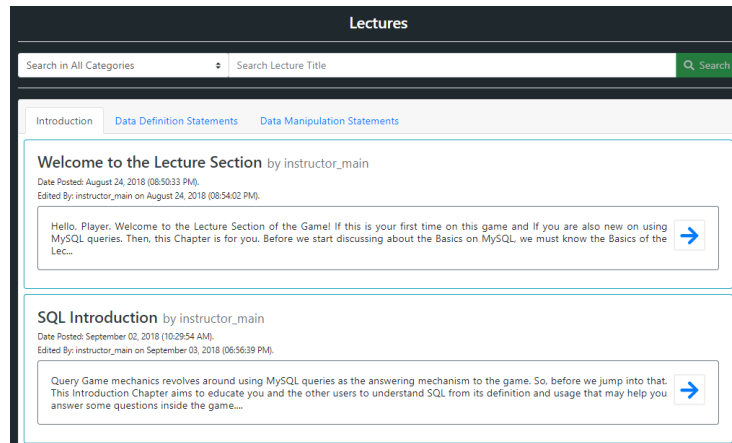 Lectures
Search in All Categories Search Lecture Title Search
Introduction Data Definition Statements Data Manipulation Statements
Welcome to the Lecture Section by instructor_main
Date Posted: August 24, 2018 (08:50:33 PM).
Edited By: instructor_main on August 24, 2018 (08:54:02 PM).
Hello, Player. Welcome to the Lecture Section of the Game! If this is your first time on this game and If you are also new on using
MySQL queries. Then, this Chapter is for you. Before we start discussing about the Basics on MySQL, we must know the Basics of the
Lec...
SQL Introduction by instructor_main
Date Posted: September 02, 2018 (10:29:54 AM).
Edited By: instructor_main on September 03, 2018 (06:56:39 PM).
Query Game mechanics revolves around using MySQL queries as the answering mechanism to the game. So, before we jump into that.
This Introduction Chapter aims to educate you and the other users to understand SQL from its definition and usage that may help you
answer some questions inside the game....